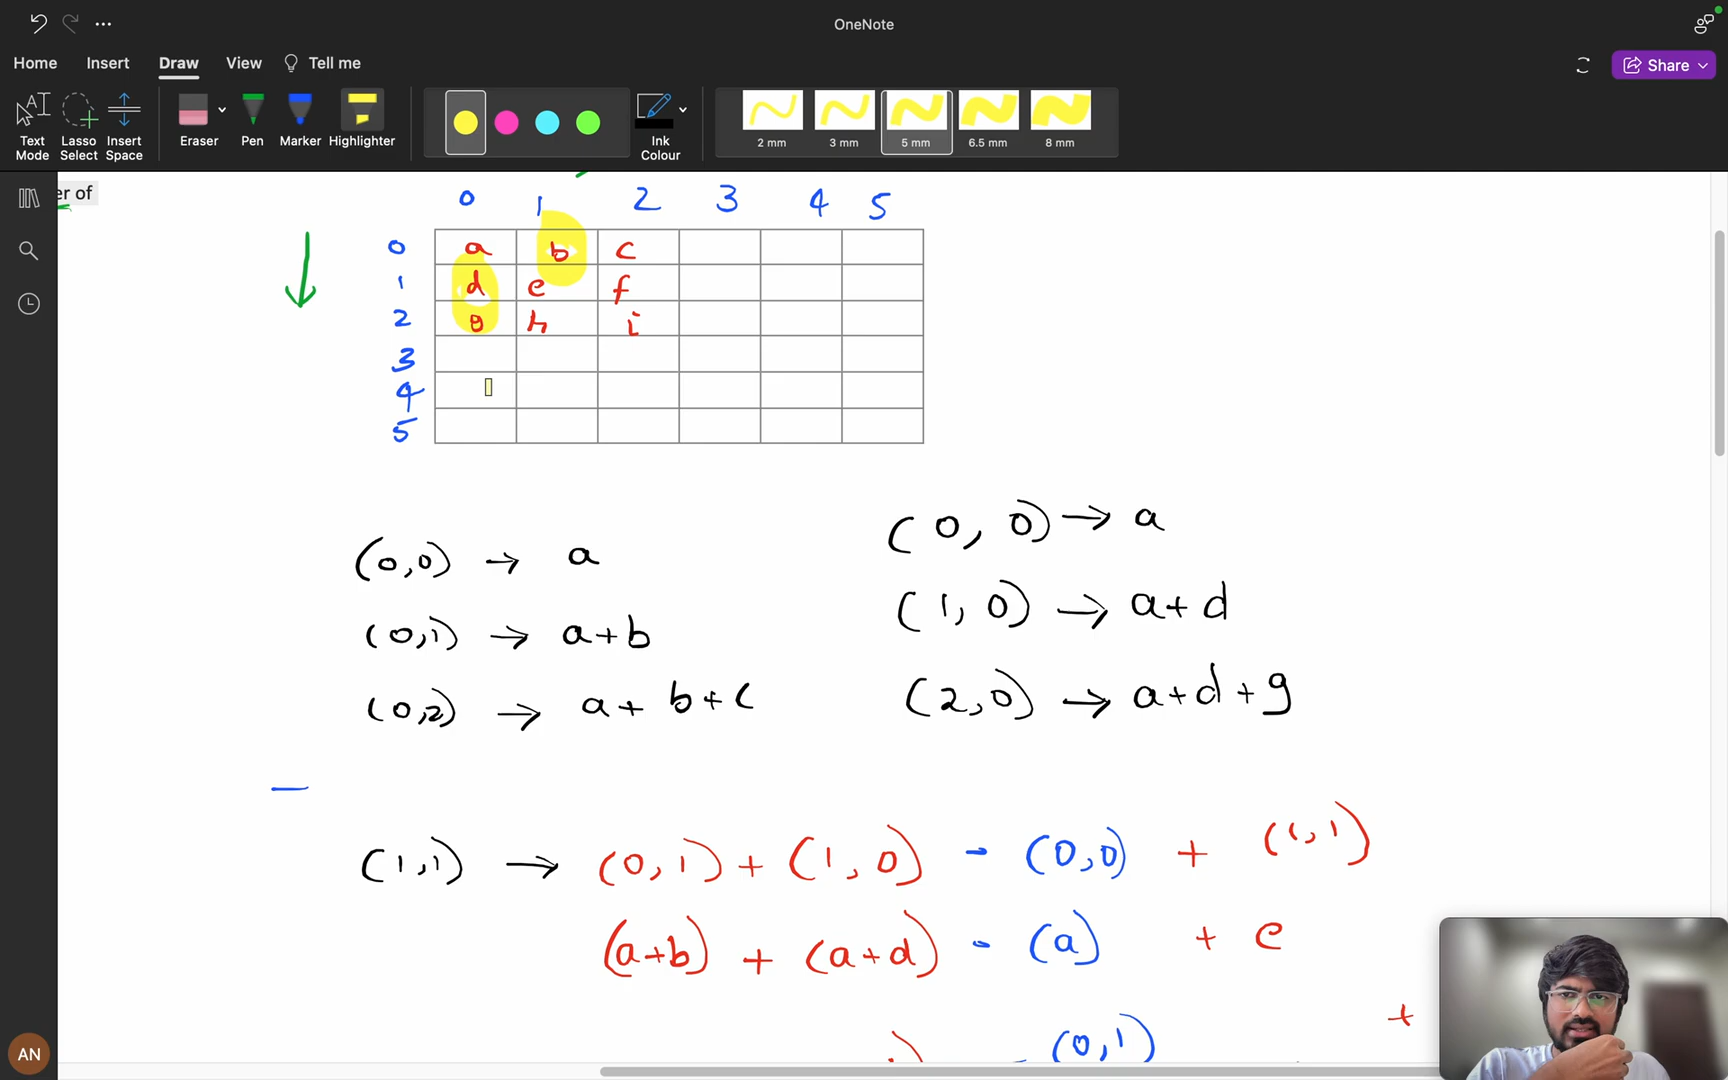 OneNote
Home Insert Draw View Tell me
Share
Text Mode
Lasso Select
Insert Space
Eraser
Pen
Marker
Highlighter
Ink Colour
2 mm
3 mm
5 mm
6.5 mm
8 mm
er of
0 1 2 3 4 5
0 a b c
1 d e f
2 g h i
3
4
5
(0,0) → a
(0,1) → a+b
(0,2) → a+b+c
(0,0) → a
(1,0) → a+d
(2,0) → a+d+g
-
(1,1) → (0,1) + (1,0) - (0,0) + (1,1)
(a+b) + (a+d) - (a) + e
+
- (0,1)
AN